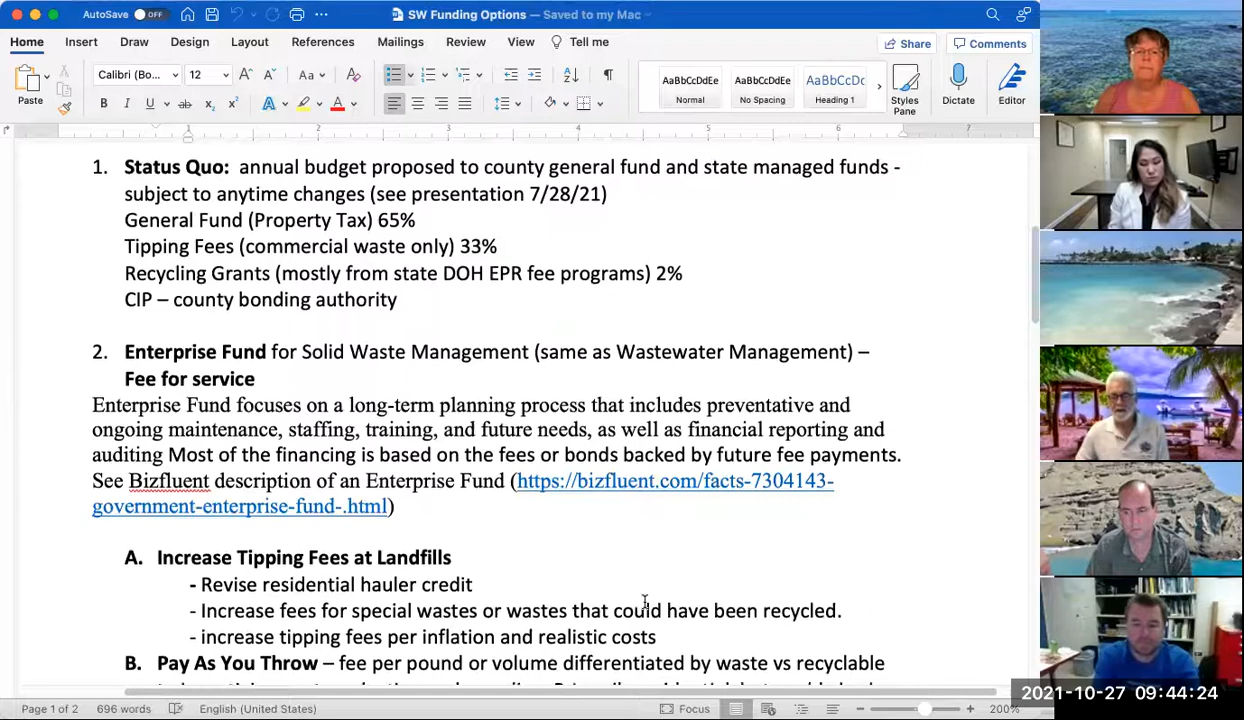 AutoSave OFF
SW Funding Options — Saved to my Mac
Home Insert Draw Design Layout References Mailings Review View Tell me Share Comments
Paste
Calibri (Bo... 12
AaBbCcDdEe AaBbCcDdEe AaBbCcDc
Normal No Spacing Heading 1
Styles Pane
Dictate
Editor
1 2 3 4 5 6 7
1. Status Quo: annual budget proposed to county general fund and state managed funds -
subject to anytime changes (see presentation 7/28/21)
General Fund (Property Tax) 65%
Tipping Fees (commercial waste only) 33%
Recycling Grants (mostly from state DOH EPR fee programs) 2%
CIP – county bonding authority
2. Enterprise Fund for Solid Waste Management (same as Wastewater Management) –
Fee for service
Enterprise Fund focuses on a long-term planning process that includes preventative and
ongoing maintenance, staffing, training, and future needs, as well as financial reporting and
auditing Most of the financing is based on the fees or bonds backed by future fee payments.
See Bizfluent description of an Enterprise Fund (https://bizfluent.com/facts-7304143-
government-enterprise-fund-.html)
A. Increase Tipping Fees at Landfills
- Revise residential hauler credit
- Increase fees for special wastes or wastes that could have been recycled.
- increase tipping fees per inflation and realistic costs
B. Pay As You Throw – fee per pound or volume differentiated by waste vs recyclable
Page 1 of 2 696 words English (United States) Focus 200%
2021-10-27 09:44:24